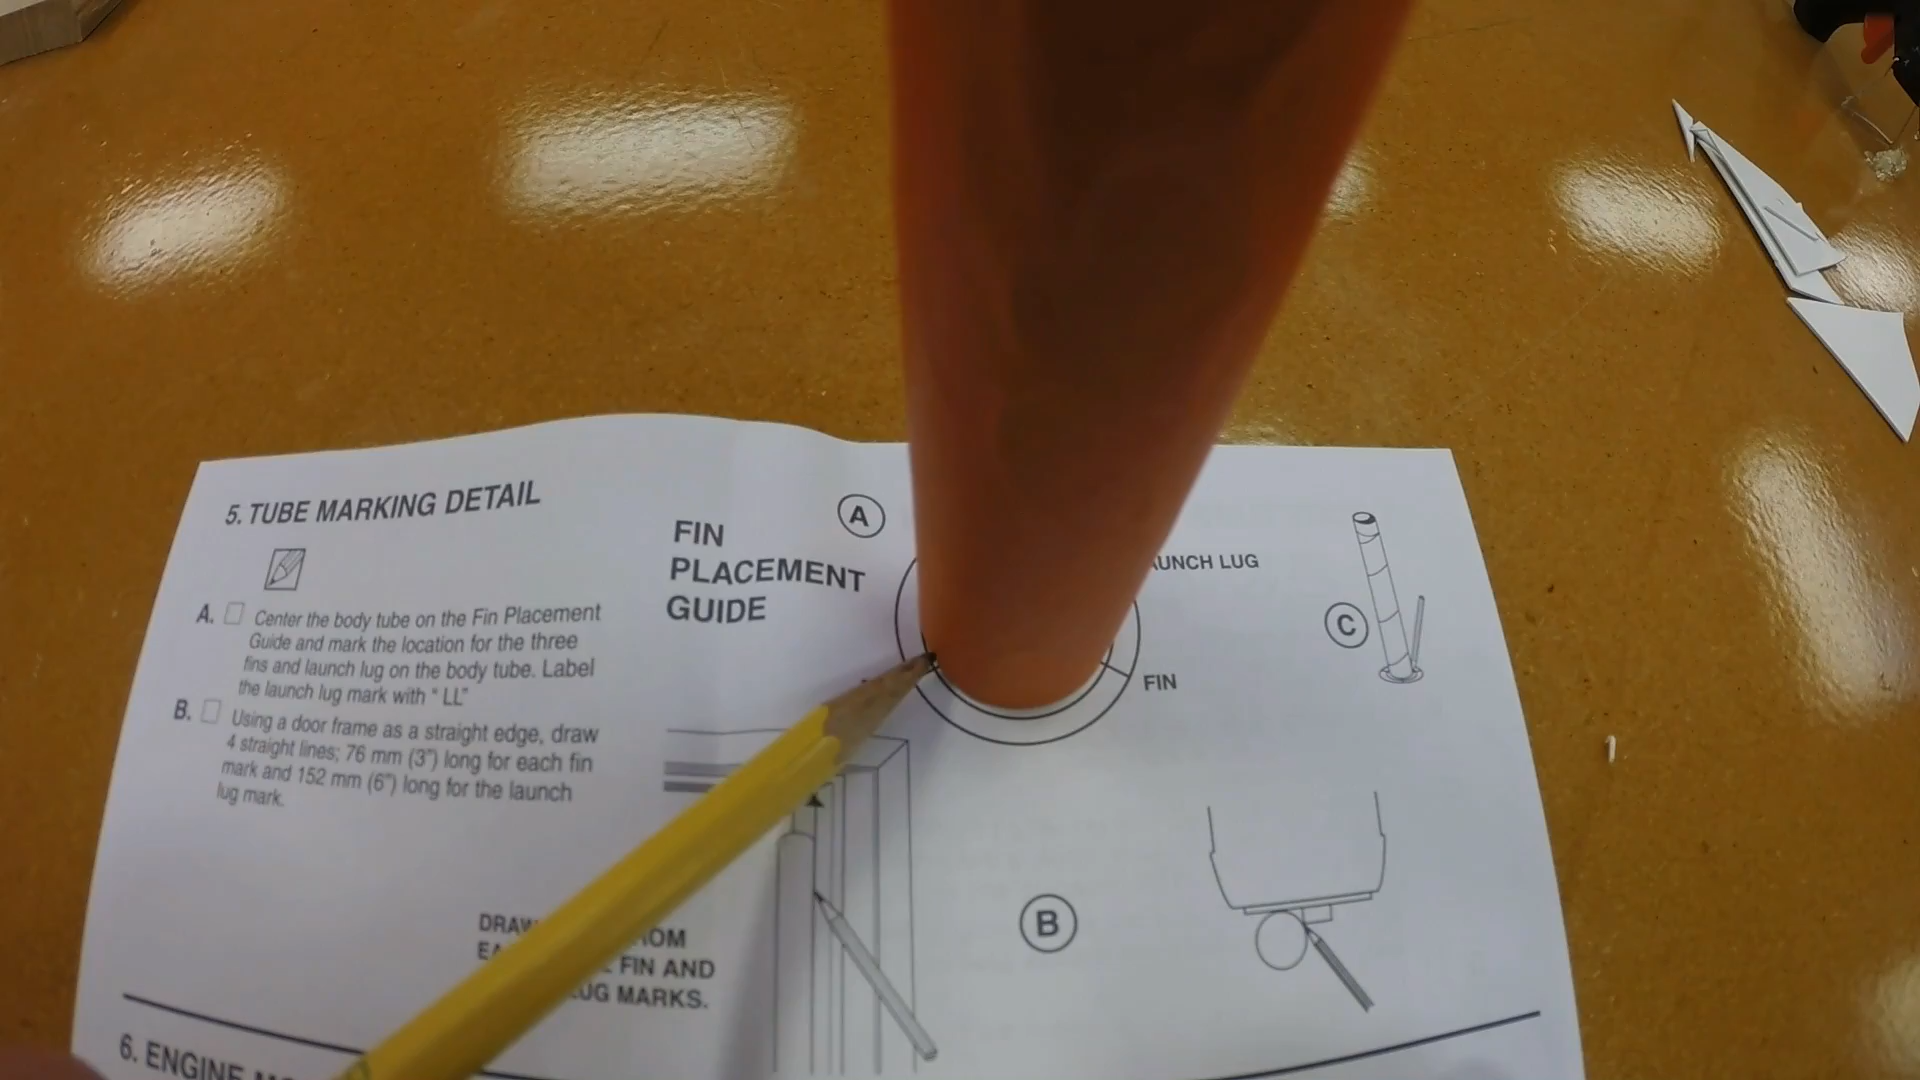 5. TUBE MARKING DETAIL
A. Center the body tube on the Fin Placement
Guide and mark the location for the three
fins and launch lug on the body tube. Label
the launch lug mark with “ LL”
B. Using a door frame as a straight edge, draw
4 straight lines; 76 mm (3”) long for each fin
mark and 152 mm (6”) long for the launch
lug mark.
FIN
PLACEMENT
GUIDE
A
AUNCH LUG
FIN
C
B
FIN AND
UG MARKS.
6. ENGINE